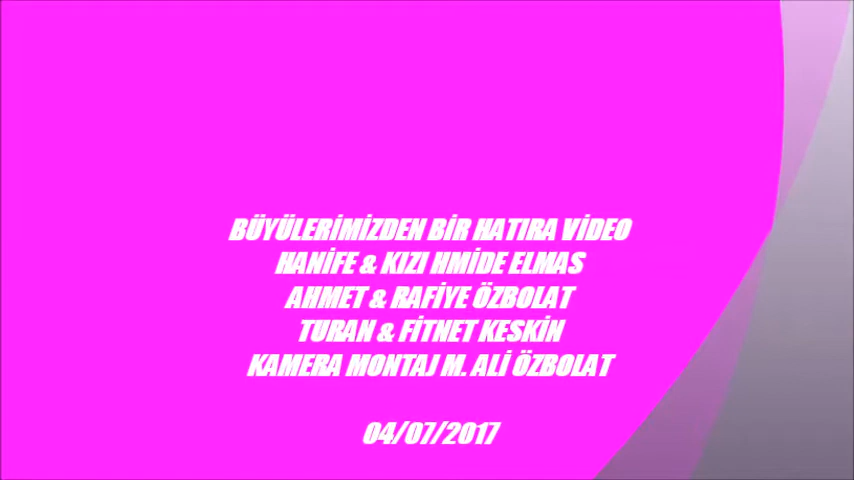 BÜYÜLERİMİZDEN BİR HATIRA VİDEO
HANİFE & KIZI HMİDE ELMAS
AHMET & RAFİYE ÖZBOLAT
TURAN & FİTNET KESKİN
KAMERA MONTAJ M. ALİ ÖZBOLAT
04/07/2017